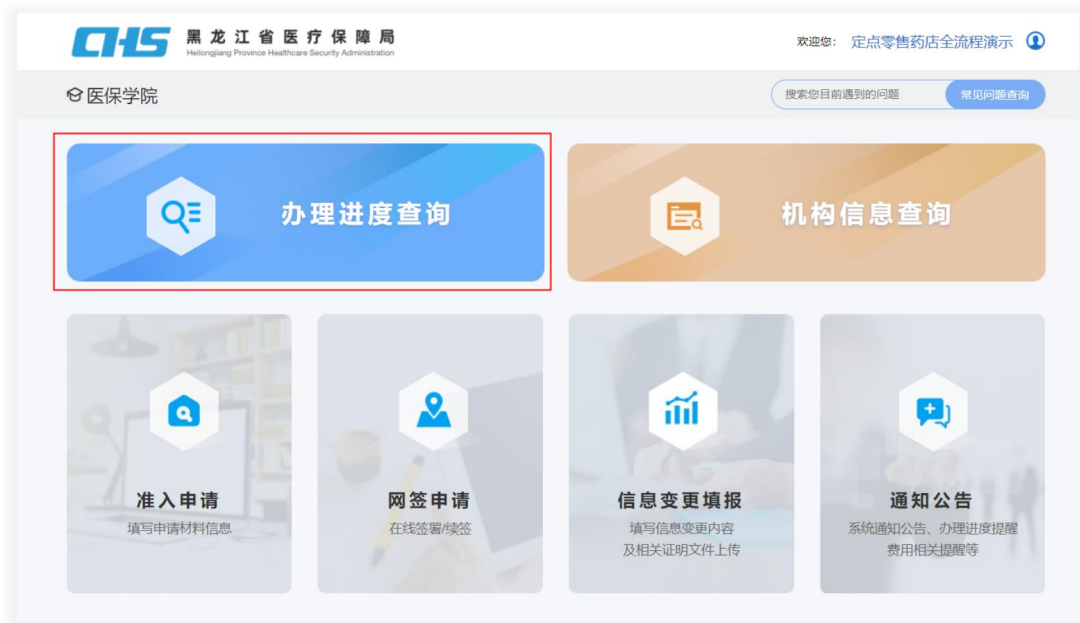 CHS 黑龙江省医疗保障局
Heilongjiang Province Healthcare Security Administration
欢迎您： 定点零售药店全流程演示
医保学院
搜索您目前遇到的问题 常见问题查询
办理进度查询
机构信息查询
准入申请
填写申请材料信息
网签申请
在线签署/续签
信息变更填报
填写信息变更内容
及相关证明文件上传
通知公告
系统通知公告、办理进度提醒
费用相关提醒等